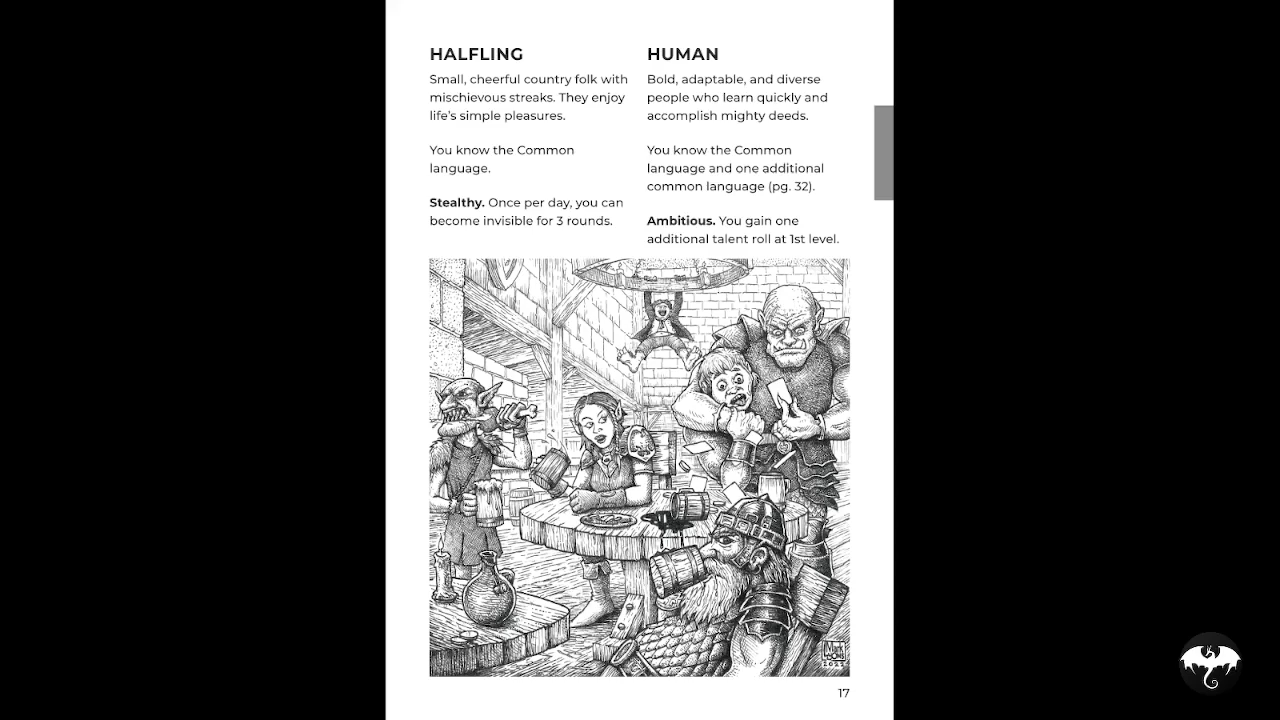 HALFLING
Small, cheerful country folk with
mischievous streaks. They enjoy
life's simple pleasures.
You know the Common
language.
Stealthy. Once per day, you can
become invisible for 3 rounds.
HUMAN
Bold, adaptable, and diverse
people who learn quickly and
accomplish mighty deeds.
You know the Common
language and one additional
common language (pg. 32).
Ambitious. You gain one
additional talent roll at 1st level.
17